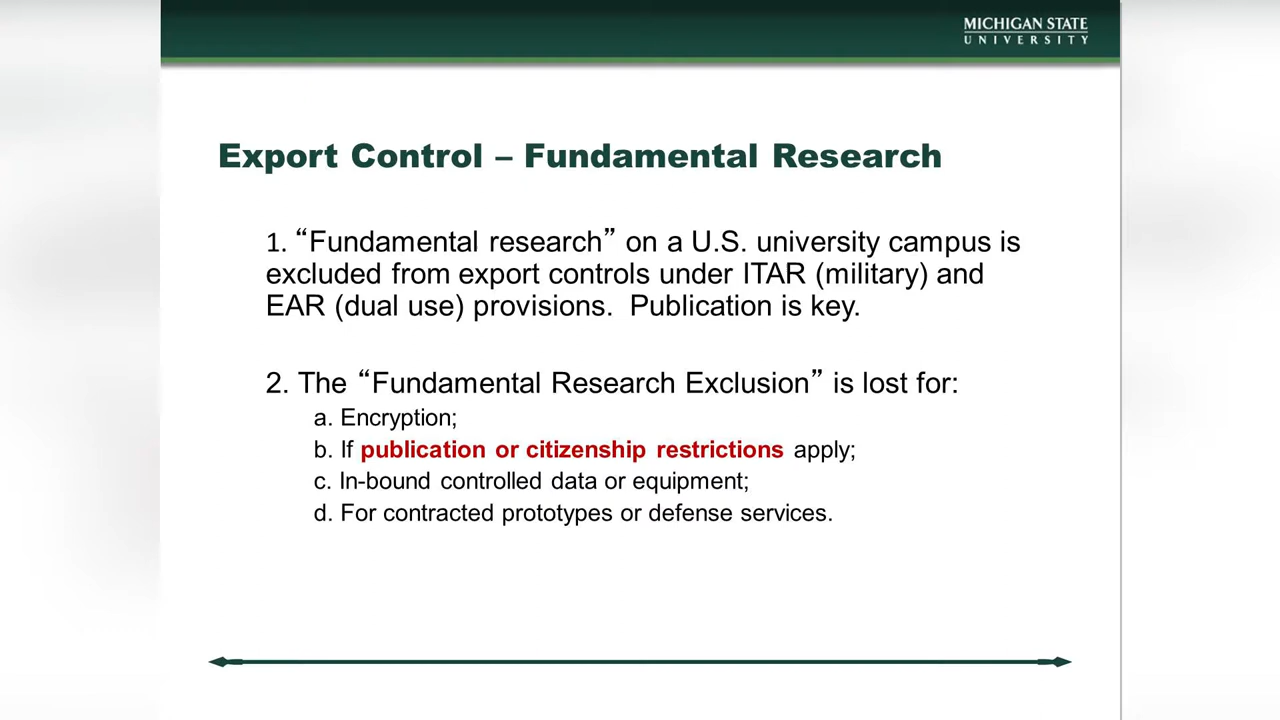 MICHIGAN STATE
UNIVERSITY
Export Control – Fundamental Research
1. “Fundamental research” on a U.S. university campus is
excluded from export controls under ITAR (military) and
EAR (dual use) provisions.  Publication is key.
2. The “Fundamental Research Exclusion” is lost for:
a. Encryption;
b. If publication or citizenship restrictions apply;
c. In-bound controlled data or equipment;
d. For contracted prototypes or defense services.